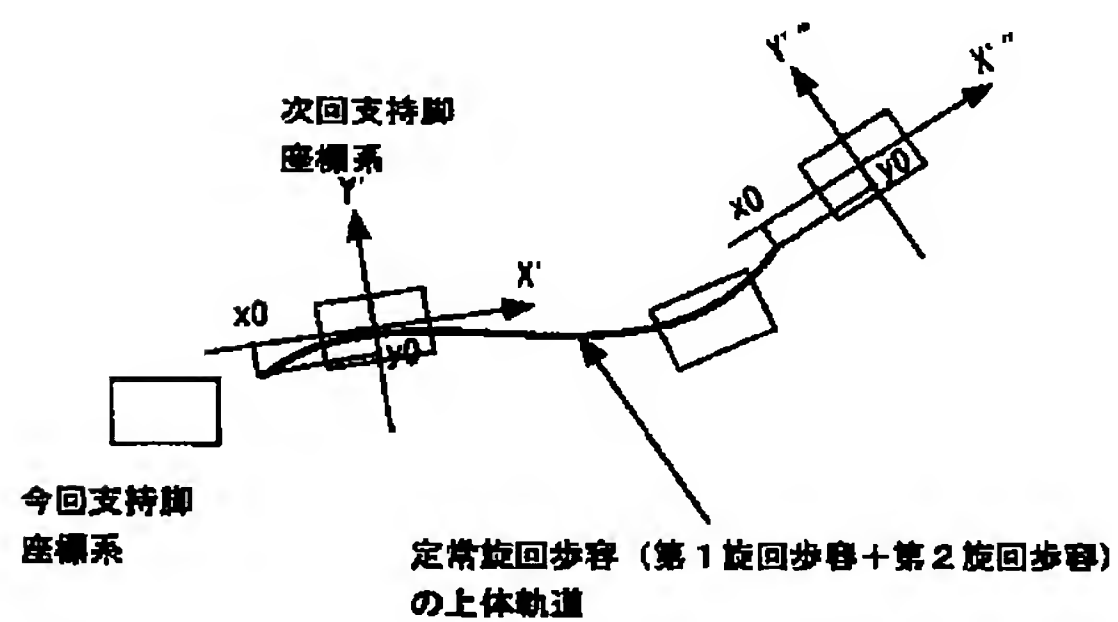 次回支持脚
座標系
Y'
X'
x0
y0
Y'''
X'''
x0
y0
今回支持脚
座標系
定常旋回歩容（第１旋回歩容＋第２旋回歩容）
の上体軌道